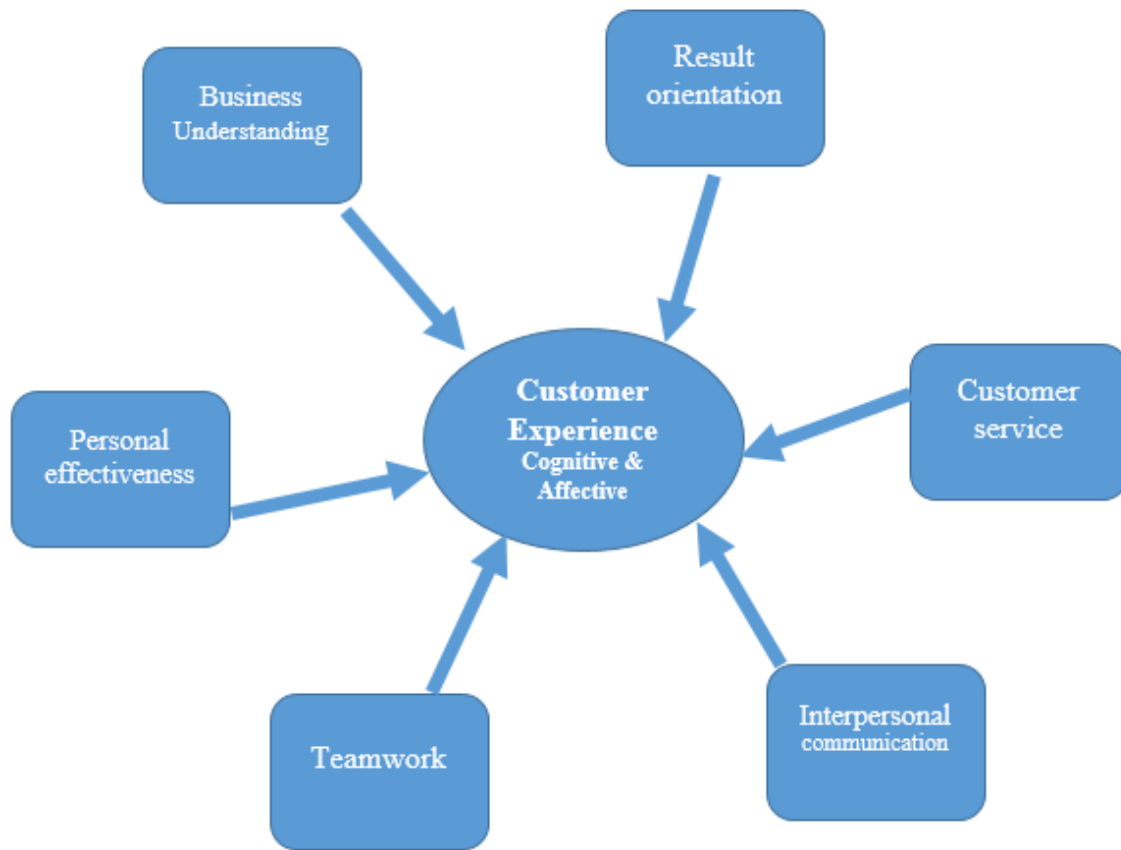 Result
orientation
Business
Understanding
Customer
Experience
Cognitive &
Affective
Customer
service
Personal
effectiveness
Interpersonal
communication
Teamwork